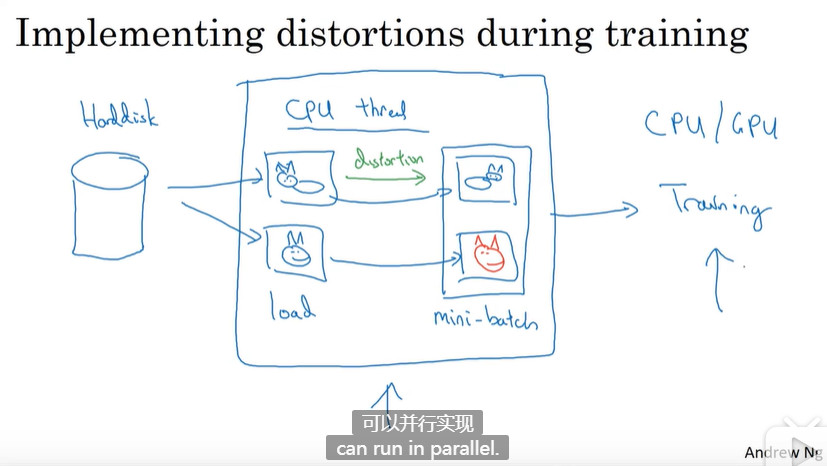 Implementing distortions during training
Harddisk
CPU thred
distortion
load
mini-batch
CPU/GPU
Training
可以并行实现
can run in parallel.
Andrew Ng